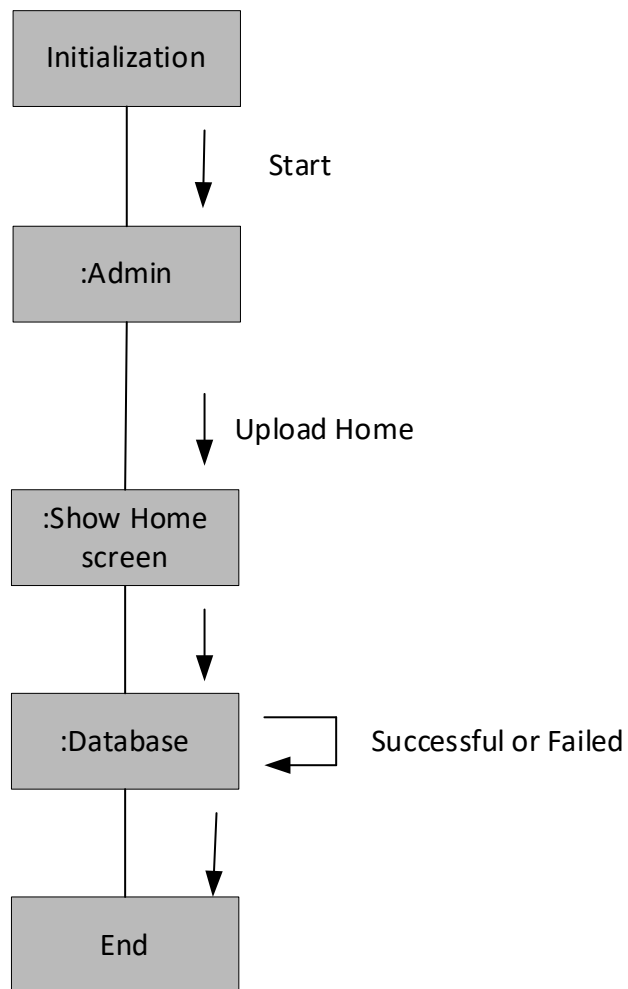 Initialization
Start
:Admin
Upload Home
:Show Home
screen
:Database
Successful or Failed
End